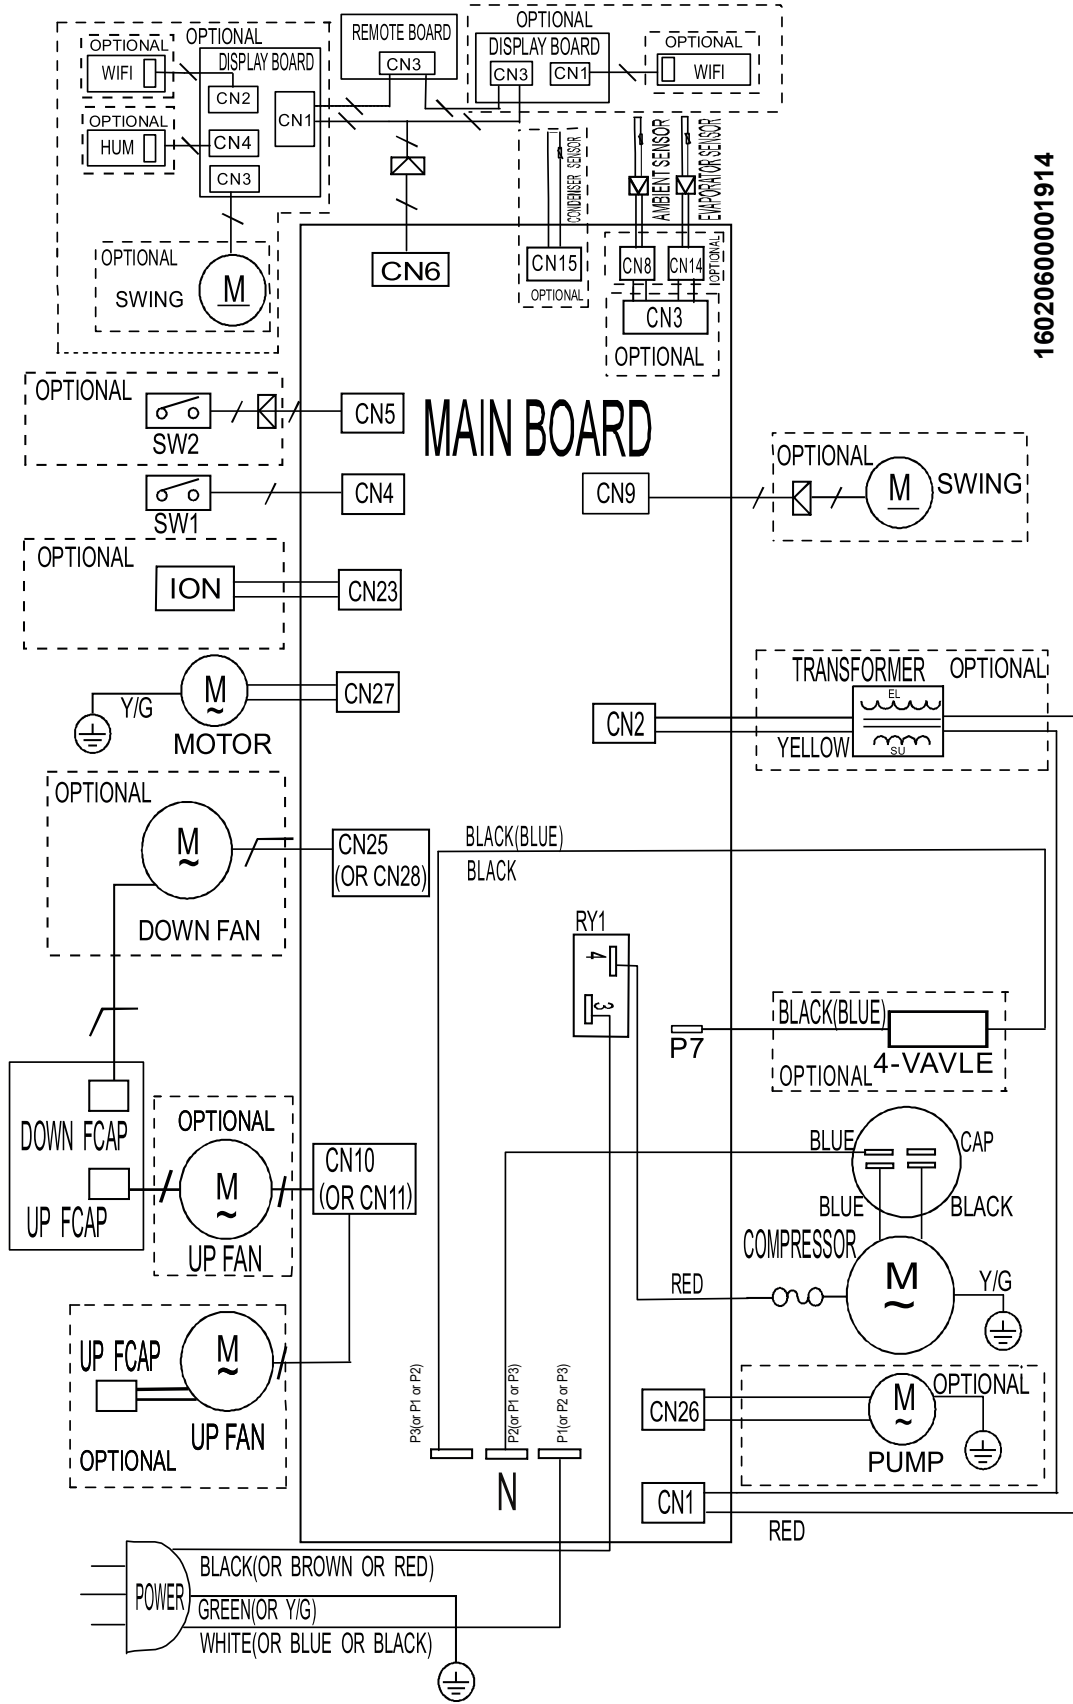 OPTIONAL
REMOTE BOARD
CN3
OPTIONAL
OPTIONAL
WIFI
OPTIONAL
DISPLAY BOARD
CN2
CN1
OPTIONAL
HUM
CN4
CN3
DISPLAY BOARD
CN3
CN1
OPTIONAL
WIFI
OPTIONAL
SWING
M
CN6
CONDENSER SENSOR
CN15
OPTIONAL
AMBIENT SENSOR
EVAPORATOR SENSOR
CN8
CN14
OPTIONAL
CN3
OPTIONAL
1602060001914
OPTIONAL
SW2
CN5
MAIN BOARD
SW1
CN4
CN9
OPTIONAL
M
SWING
OPTIONAL
ION
CN23
M
~
Y/G
MOTOR
CN27
CN2
TRANSFORMER
OPTIONAL
EL
YELLOW
SU
OPTIONAL
M
~
DOWN FAN
CN25
(OR CN28)
BLACK(BLUE)
BLACK
RY1
4
3
P7
BLACK(BLUE)
4-VAVLE
OPTIONAL
DOWN FCAP
UP FCAP
OPTIONAL
M
~
UP FAN
CN10
(OR CN11)
BLUE
CAP
BLUE
BLACK
COMPRESSOR
RED
M
~
Y/G
UP FCAP
M
~
UP FAN
OPTIONAL
P3(or P1 or P2)
P2(or P1 or P3)
P1(or P2 or P3)
N
CN26
M
~
OPTIONAL
PUMP
CN1
RED
POWER
BLACK(OR BROWN OR RED)
GREEN(OR Y/G)
WHITE(OR BLUE OR BLACK)